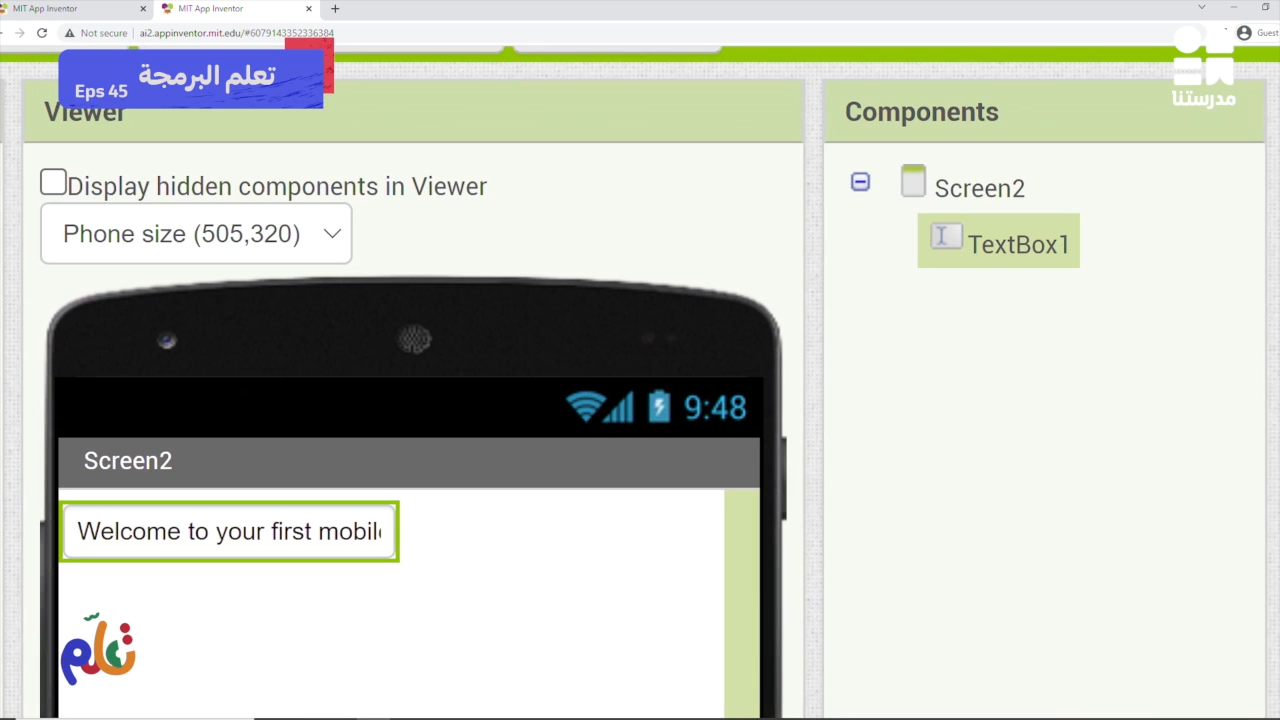 MIT App Inventor
MIT App Inventor
Not secure
ai2.appinventor.mit.edu/#6079143352336384
Guest
تعلم البرمجة
Eps 45
مدرستنا
Viewer
Components
Display hidden components in Viewer
Phone size (505,320)
Screen2
TextBox1
9:48
Screen2
Welcome to your first mobil